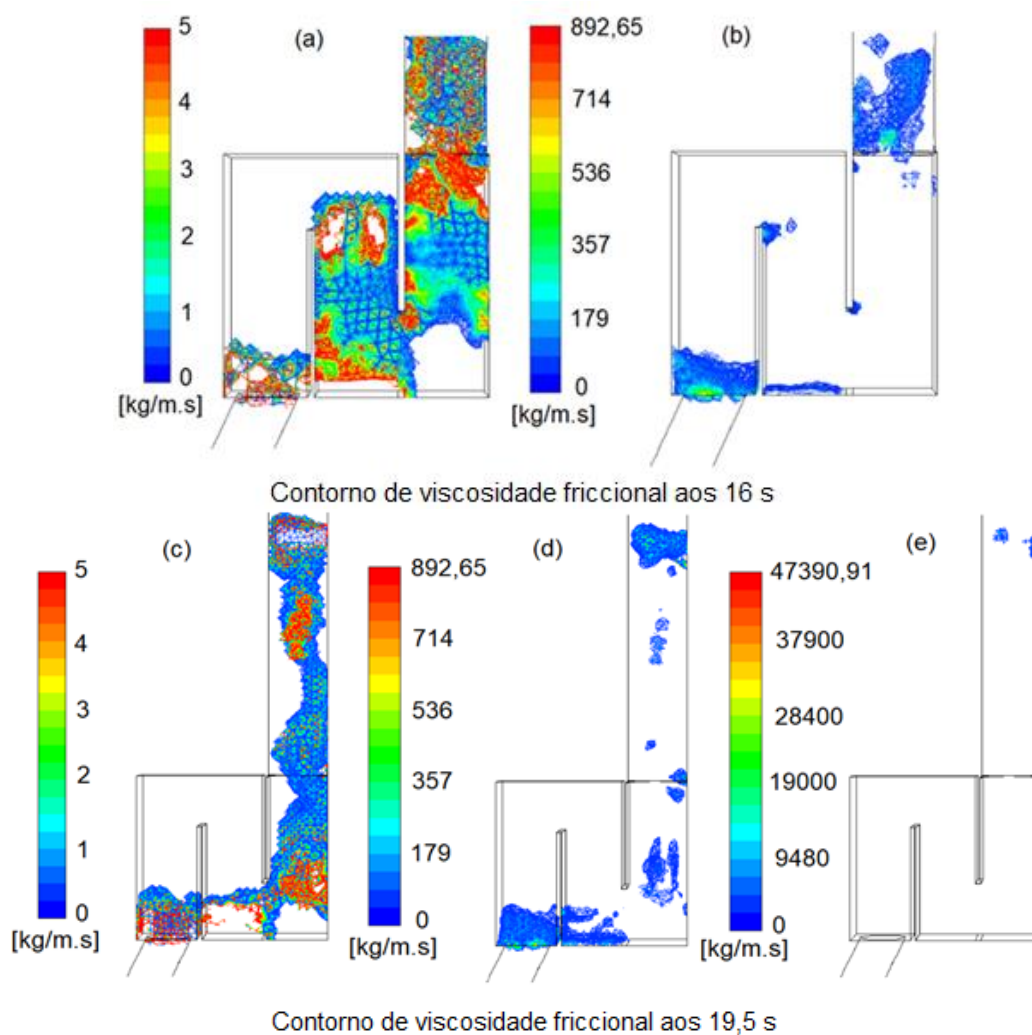 (a)
5
4
3
2
1
0
[kg/m.s]
(b)
892,65
714
536
357
179
0
[kg/m.s]
Contorno de viscosidade friccional aos 16 s
(c)
5
4
3
2
1
0
[kg/m.s]
(d)
892,65
714
536
357
179
0
[kg/m.s]
(e)
47390,91
37900
28400
19000
9480
0
[kg/m.s]
Contorno de viscosidade friccional aos 19,5 s